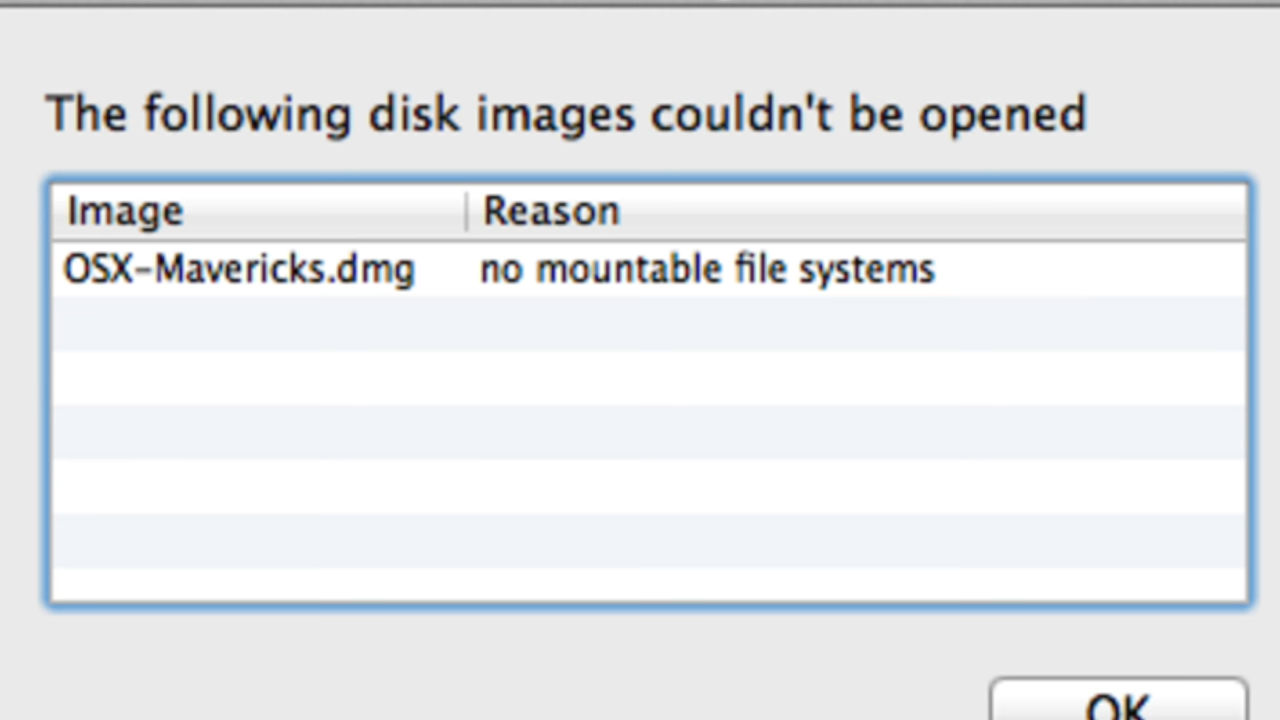 The following disk images couldn't be opened
Image Reason
OSX-Mavericks.dmg no mountable file systems
OK